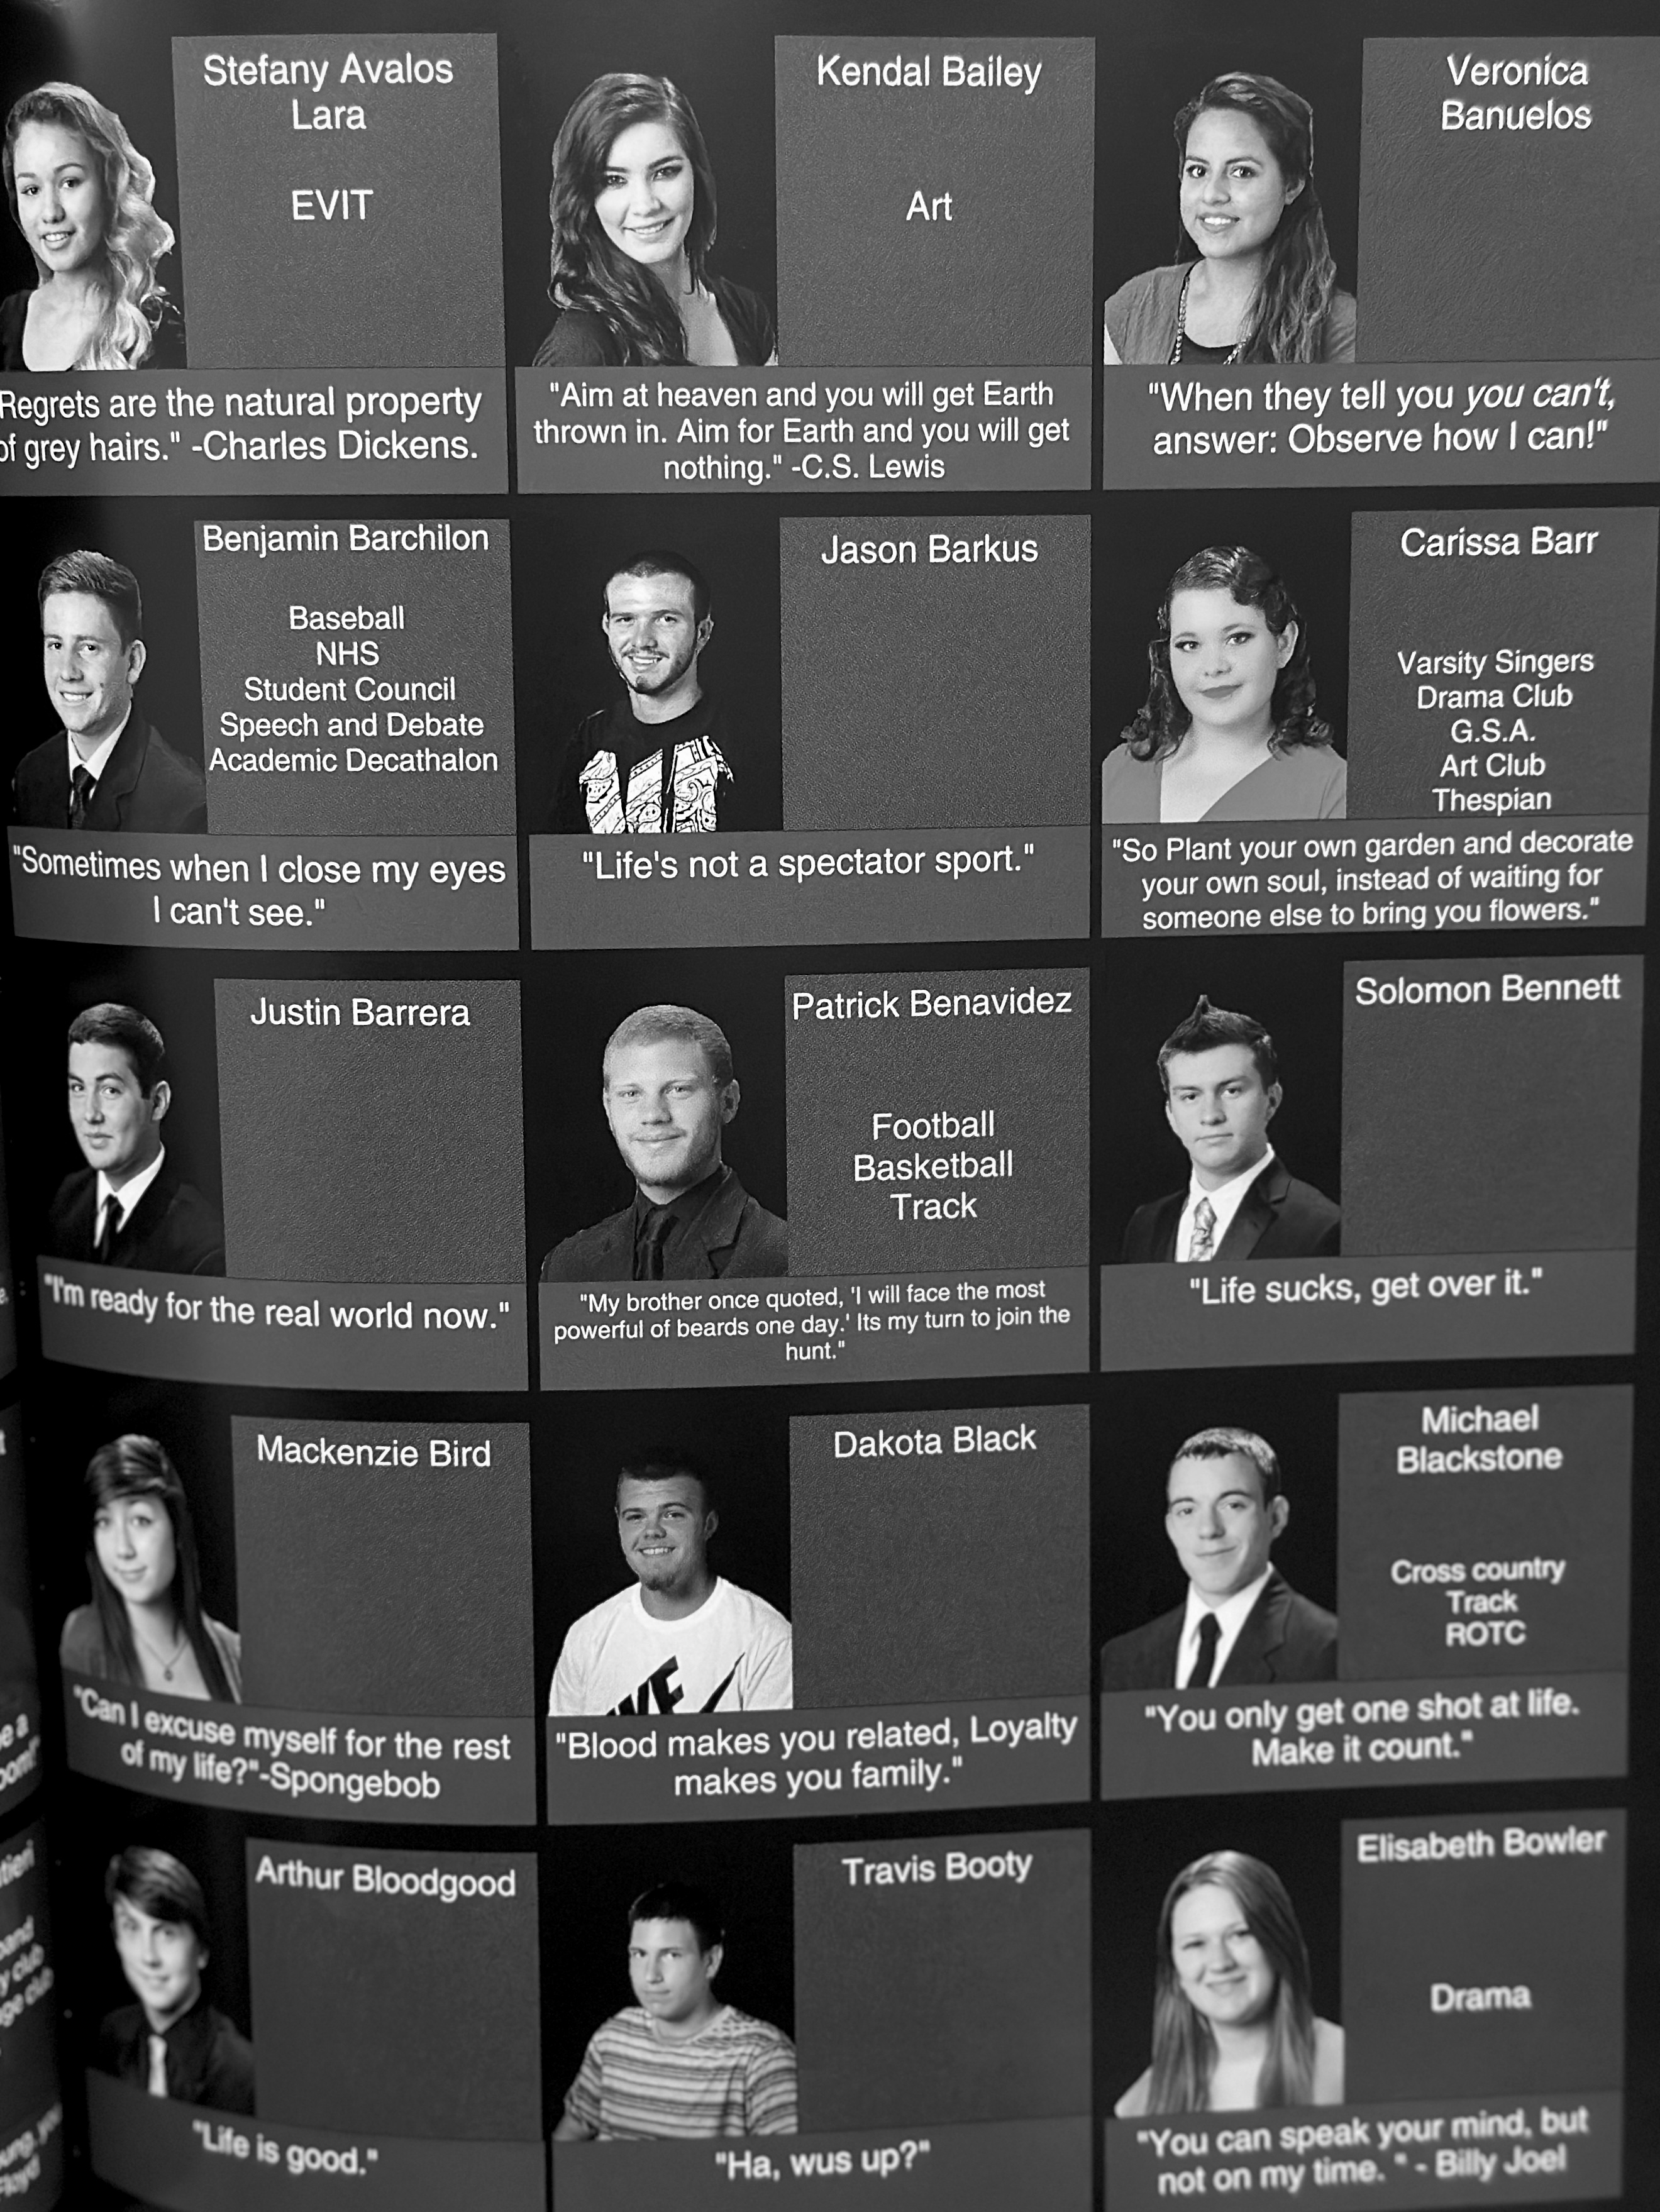 Stefany Avalos
Lara
EVIT
Regrets are the natural property
of grey hairs." -Charles Dickens.
Kendal Bailey
Art
"Aim at heaven and you will get Earth
thrown in. Aim for Earth and you will get
nothing." -C.S. Lewis
Veronica
Banuelos
"When they tell you you can't,
answer: Observe how I can!"
Benjamin Barchilon
Baseball
NHS
Student Council
Speech and Debate
Academic Decathalon
"Sometimes when I close my eyes
I can't see."
Jason Barkus
"Life's not a spectator sport."
Carissa Barr
Varsity Singers
Drama Club
G.S.A.
Art Club
Thespian
"So Plant your own garden and decorate
your own soul, instead of waiting for
someone else to bring you flowers."
Justin Barrera
"I'm ready for the real world now."
Patrick Benavidez
Football
Basketball
Track
"My brother once quoted, 'I will face the most
powerful of beards one day.' Its my turn to join the
hunt."
Solomon Bennett
"Life sucks, get over it."
Mackenzie Bird
"Can I excuse myself for the rest
of my life?"-Spongebob
Dakota Black
NIKE
"Blood makes you related, Loyalty
makes you family."
Michael
Blackstone
Cross country
Track
ROTC
"You only get one shot at life.
Make it count."
Arthur Bloodgood
"Life is good."
Travis Booty
"Ha, wus up?"
Elisabeth Bowler
Drama
"You can speak your mind, but
not on my time. " - Billy Joel